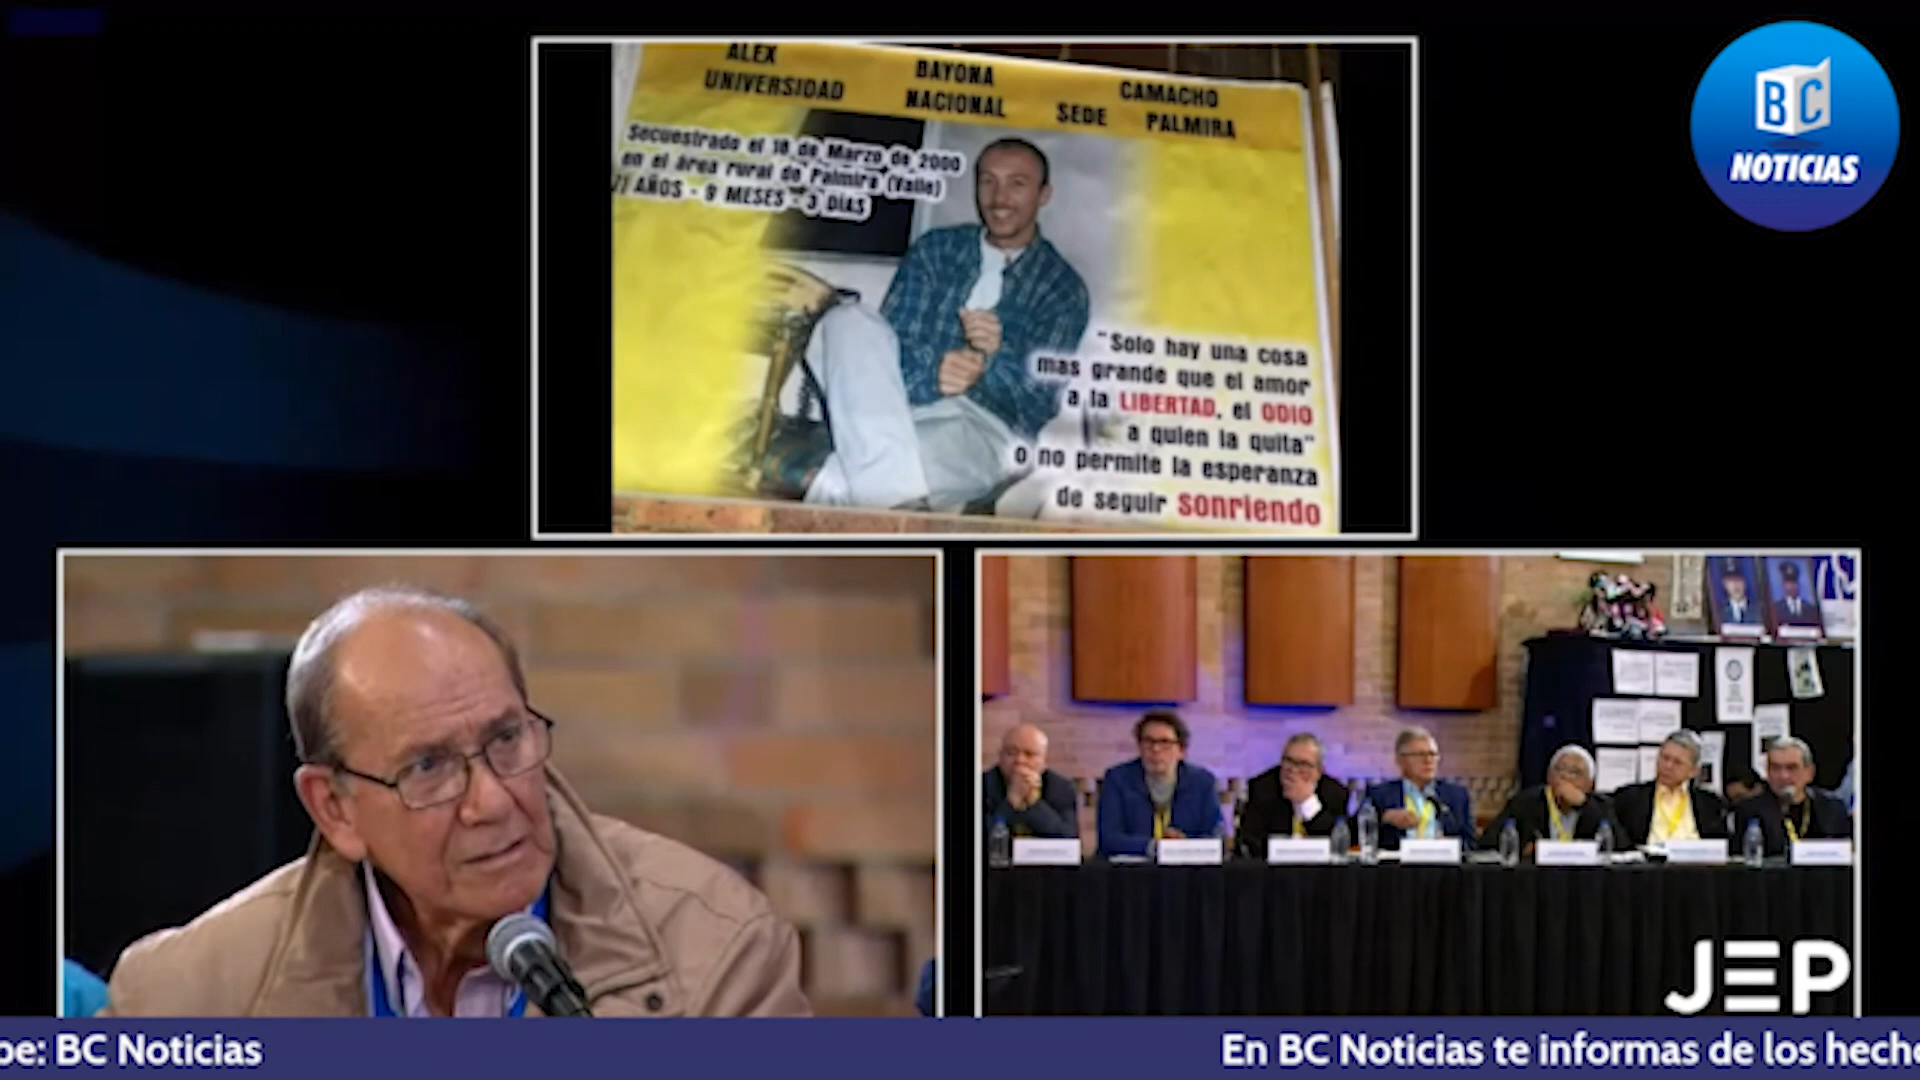 ALEX BAYONA CAMACHO
UNIVERSIDAD NACIONAL SEDE PALMIRA
Secuestrado el 18 de Marzo de 2000
en el área rural de Palmira (Valle)
AÑOS - 9 MESES - 3 DÍAS
"Solo hay una cosa
mas grande que el amor
a la LIBERTAD, el ODIO
a quien la quita"
o no permite la esperanza
de seguir sonriendo
BC
NOTICIAS
JEP
be: BC Noticias
En BC Noticias te informas de los hech